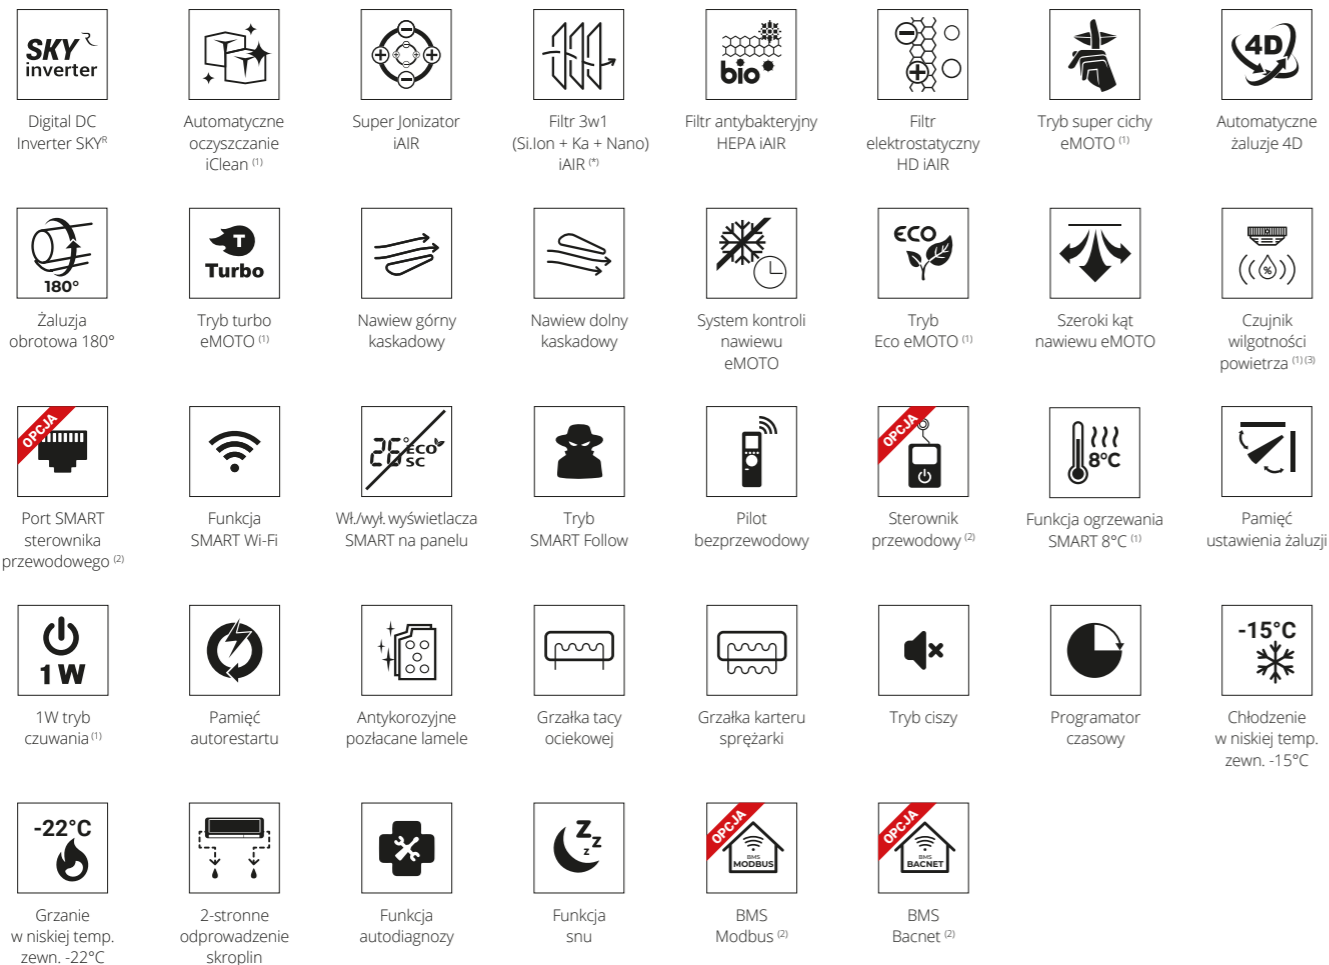 SKY R
inverter
Digital DC
Inverter SKYR
Automatyczne
oczyszczanie
iClean (1)
Super Jonizator
iAIR
Filtr 3w1
(Si.Ion + Ka + Nano)
iAIR (*)
bio
Filtr antybakteryjny
HEPA iAIR
Filtr
elektrostatyczny
HD iAIR
Tryb super cichy
eMOTO (1)
4D
Automatyczne
żaluzje 4D
180°
Żaluzja
obrotowa 180°
T
Turbo
Tryb turbo
eMOTO (1)
Nawiew górny
kaskadowy
Nawiew dolny
kaskadowy
System kontroli
nawiewu
eMOTO
ECO
Tryb
Eco eMOTO (1)
Szeroki kąt
nawiewu eMOTO
%
Czujnik
wilgotności
powietrza (1)(3)
OPCJA
Port SMART
sterownika
przewodowego (2)
Funkcja
SMART Wi-Fi
26° ECO
SC
Wł./wył. wyświetlacza
SMART na panelu
Tryb
SMART Follow
Pilot
bezprzewodowy
OPCJA
Sterownik
przewodowy (2)
8°C
Funkcja ogrzewania
SMART 8°C (1)
Pamięć
ustawienia żaluzji
1W
1W tryb
czuwania (1)
Pamięć
autorestartu
Antykorozyjne
pozłacane lamele
Grzałka tacy
ociekowej
Grzałka karteru
sprężarki
Tryb ciszy
Programator
czasowy
-15°C
Chłodzenie
w niskiej temp.
zewn. -15°C
-22°C
Grzanie
w niskiej temp.
zewn. -22°C
2-stronne
odprowadzenie
skroplin
Funkcja
autodiagnozy
Z z z
Funkcja
snu
OPCJA
BMS
MODBUS
BMS
Modbus (2)
OPCJA
BMS
BACNET
BMS
Bacnet (2)